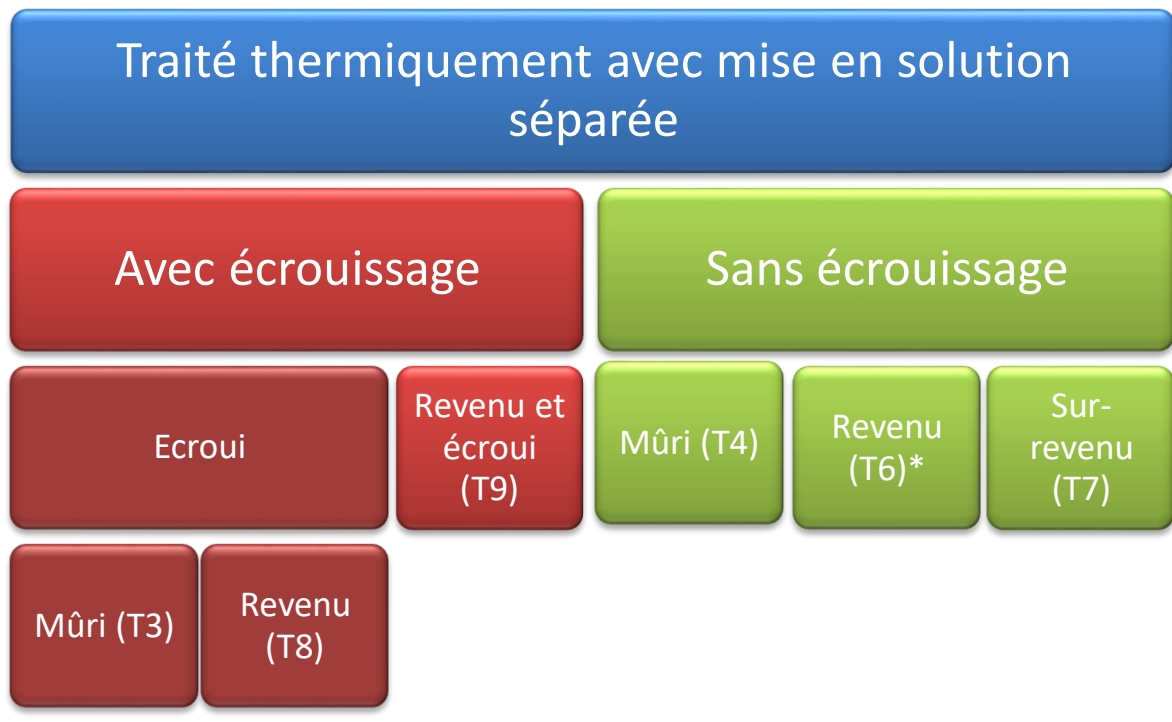 Traité thermiquement avec mise en solution
séparée
Avec écrouissage
Sans écrouissage
Ecroui
Revenu et
écroui
(T9)
Mûri (T4)
Revenu
(T6)*
Sur-
revenu
(T7)
Mûri (T3)
Revenu
(T8)